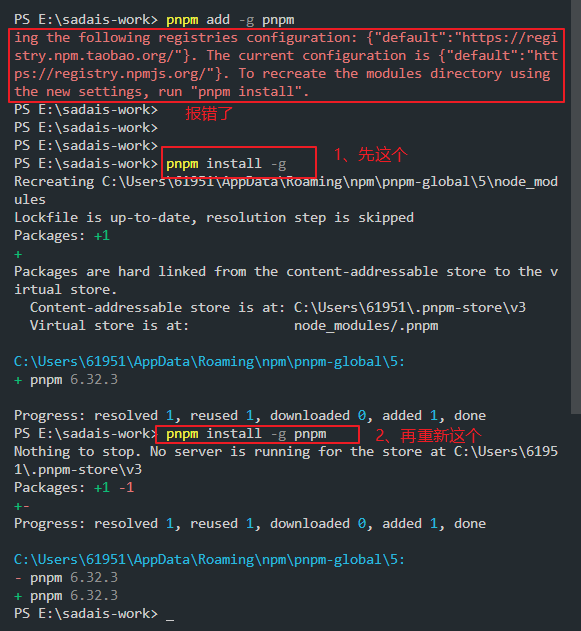 PS E:\sadais-work> pnpm add -g pnpm
ing the following registries configuration: {"default":"https://regi
stry.npm.taobao.org/"}. The current configuration is {"default":"htt
ps://registry.npmjs.org/"}. To recreate the modules directory using
the new settings, run "pnpm install".
PS E:\sadais-work>
报错了
PS E:\sadais-work>
PS E:\sadais-work>
PS E:\sadais-work> pnpm install -g
1、先这个
Recreating C:\Users\61951\AppData\Roaming\npm\pnpm-global\5\node_mod
ules
Lockfile is up-to-date, resolution step is skipped
Packages: +1
+
Packages are hard linked from the content-addressable store to the v
irtual store.
  Content-addressable store is at: C:\Users\61951\.pnpm-store\v3
  Virtual store is at:             node_modules/.pnpm

C:\Users\61951\AppData\Roaming\npm\pnpm-global\5:
+ pnpm 6.32.3

Progress: resolved 1, reused 1, downloaded 0, added 1, done
PS E:\sadais-work> pnpm install -g pnpm
2、再重新这个
Nothing to stop. No server is running for the store at C:\Users\6195
1\.pnpm-store\v3
Packages: +1 -1
+-
Progress: resolved 1, reused 1, downloaded 0, added 1, done

C:\Users\61951\AppData\Roaming\npm\pnpm-global\5:
- pnpm 6.32.3
+ pnpm 6.32.3
PS E:\sadais-work> _